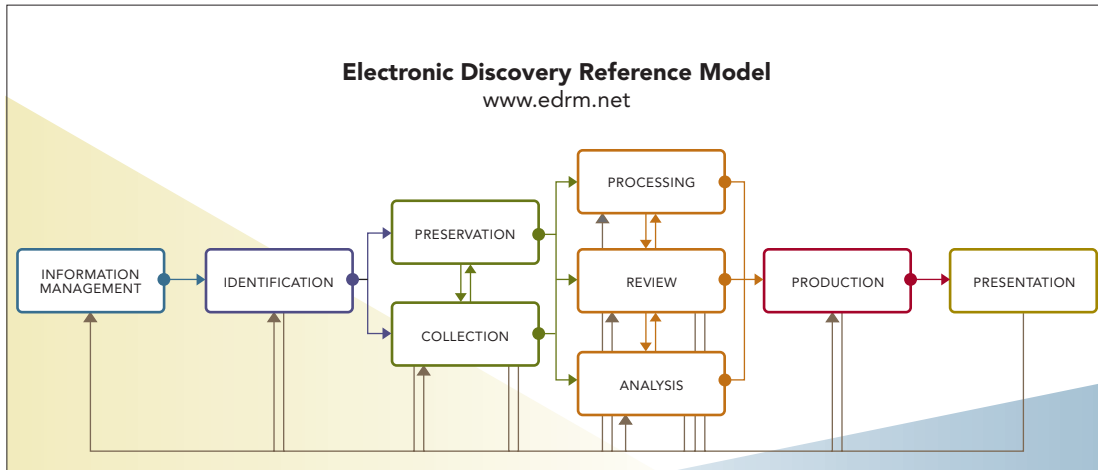 Electronic Discovery Reference Model
www.edrm.net
INFORMATION
MANAGEMENT
IDENTIFICATION
PRESERVATION
COLLECTION
PROCESSING
REVIEW
ANALYSIS
PRODUCTION
PRESENTATION